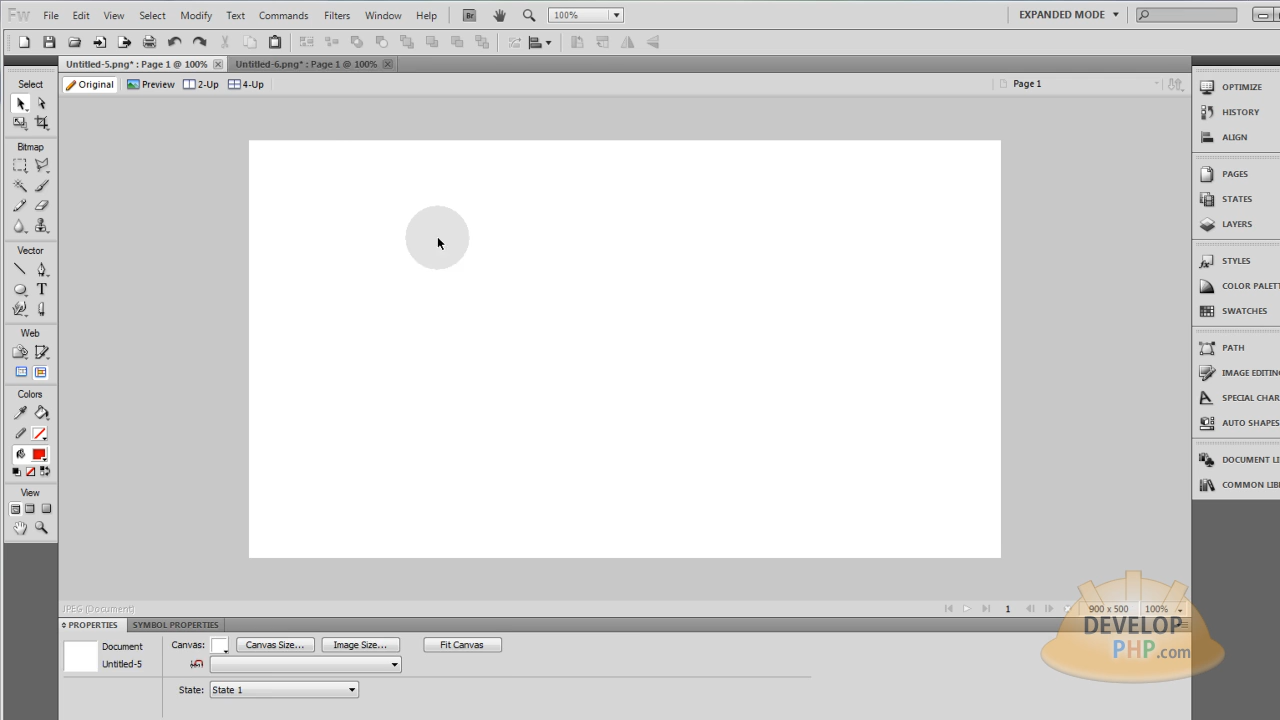 Fw File Edit View Select Modify Text Commands Filters Window Help Br 100% EXPANDED MODE
Untitled-5.png* : Page 1 @ 100% Untitled-6.png* : Page 1 @ 100%
Original Preview 2-Up 4-Up Page 1
Select
Bitmap
Vector
T
Web
Colors
View
OPTIMIZE
HISTORY
ALIGN
PAGES
STATES
LAYERS
STYLES
COLOR PALETT
SWATCHES
PATH
IMAGE EDITING
SPECIAL CHAR
AUTO SHAPES
DOCUMENT LI
COMMON LIB
JPEG (Document) 1 900 x 500 100%
PROPERTIES SYMBOL PROPERTIES
Document Canvas: Canvas Size... Image Size... Fit Canvas
Untitled-5
State: State 1
DEVELOP
PHP.com